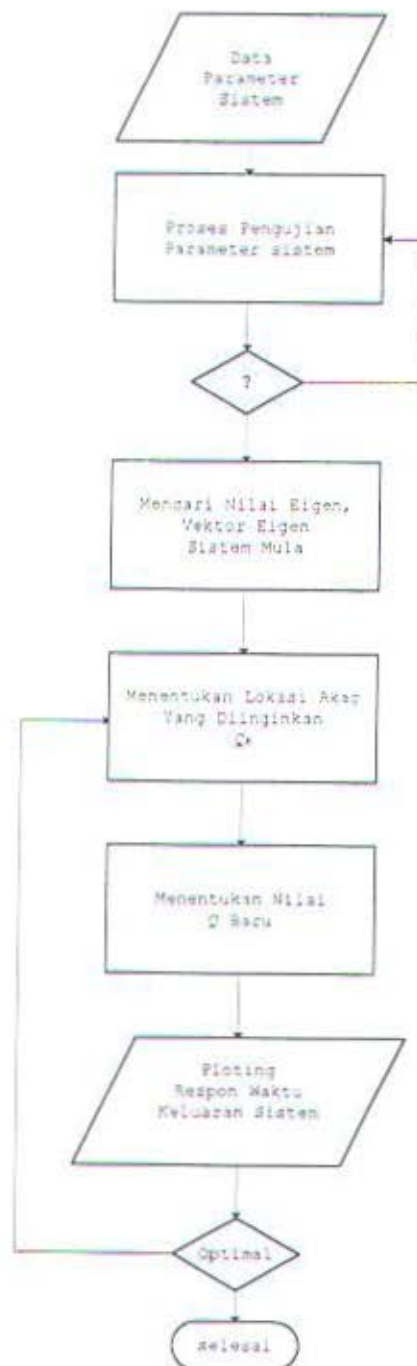 Data
Parameter
Sistem
Proses Pengujian
Parameter sistem
?
Mencari Nilai Eigen,
Vektor Eigen
Sistem Mula
Menentukan Lokasi Akar
Yang Diinginkan
Menentukan Nilai
Q Baru
Ploting
Respon Waktu
Keluaran Sistem
Optimal
selesai